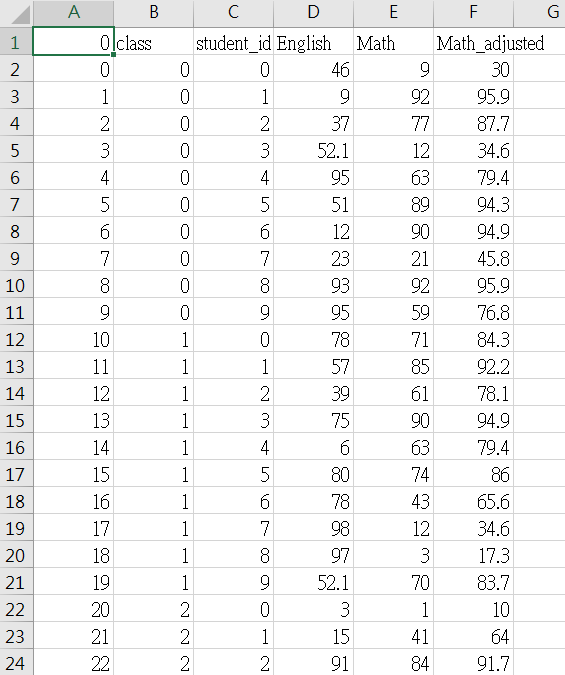 A B C D E F G
1 0 class student_id English Math Math_adjusted
2 0 0 0 46 9 30
3 1 0 1 9 92 95.9
4 2 0 2 37 77 87.7
5 3 0 3 52.1 12 34.6
6 4 0 4 95 63 79.4
7 5 0 5 51 89 94.3
8 6 0 6 12 90 94.9
9 7 0 7 23 21 45.8
10 8 0 8 93 92 95.9
11 9 0 9 95 59 76.8
12 10 1 0 78 71 84.3
13 11 1 1 57 85 92.2
14 12 1 2 39 61 78.1
15 13 1 3 75 90 94.9
16 14 1 4 6 63 79.4
17 15 1 5 80 74 86
18 16 1 6 78 43 65.6
19 17 1 7 98 12 34.6
20 18 1 8 97 3 17.3
21 19 1 9 52.1 70 83.7
22 20 2 0 3 1 10
23 21 2 1 15 41 64
24 22 2 2 91 84 91.7